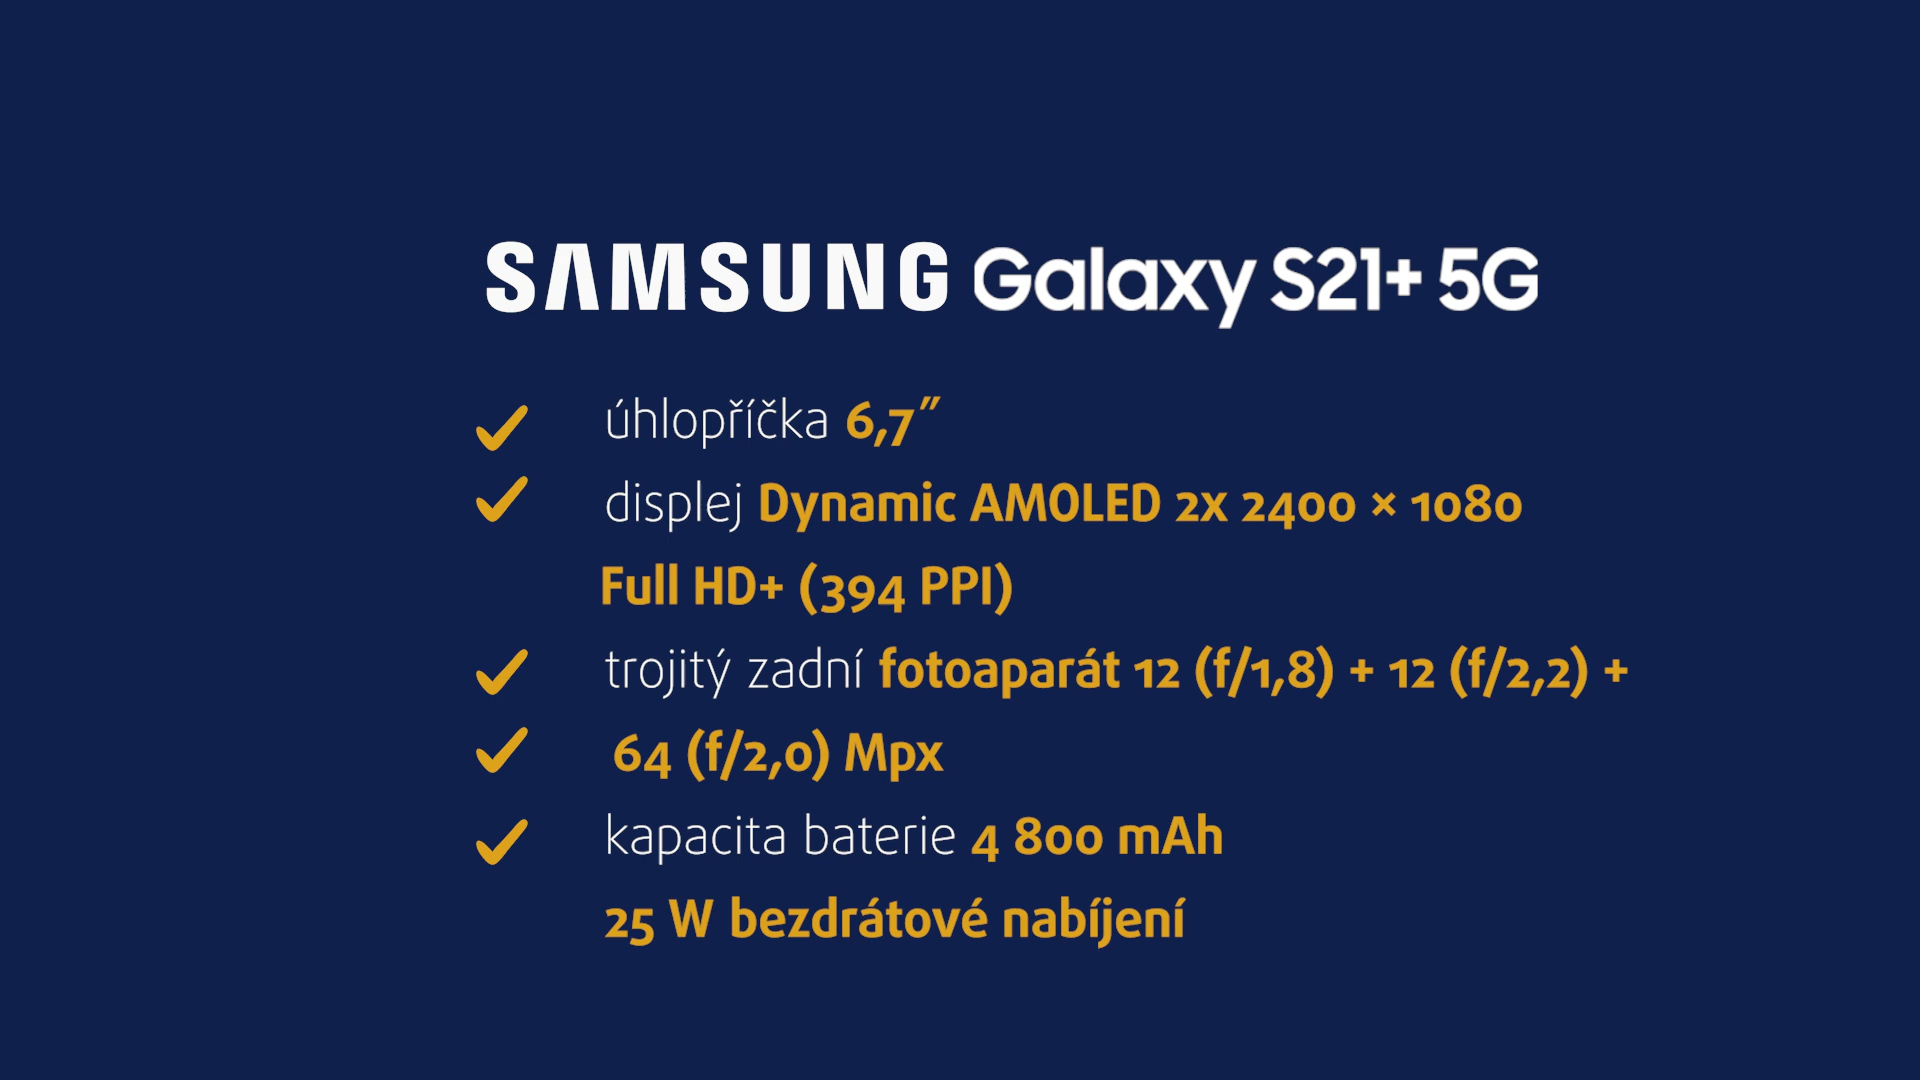 SAMSUNG Galaxy S21+ 5G
úhlopříčka 6,7″
displej Dynamic AMOLED 2x 2400 × 1080
Full HD+ (394 PPI)
trojitý zadní fotoaparát 12 (f/1,8) + 12 (f/2,2) +
64 (f/2,0) Mpx
kapacita baterie 4 800 mAh
25 W bezdrátové nabíjení